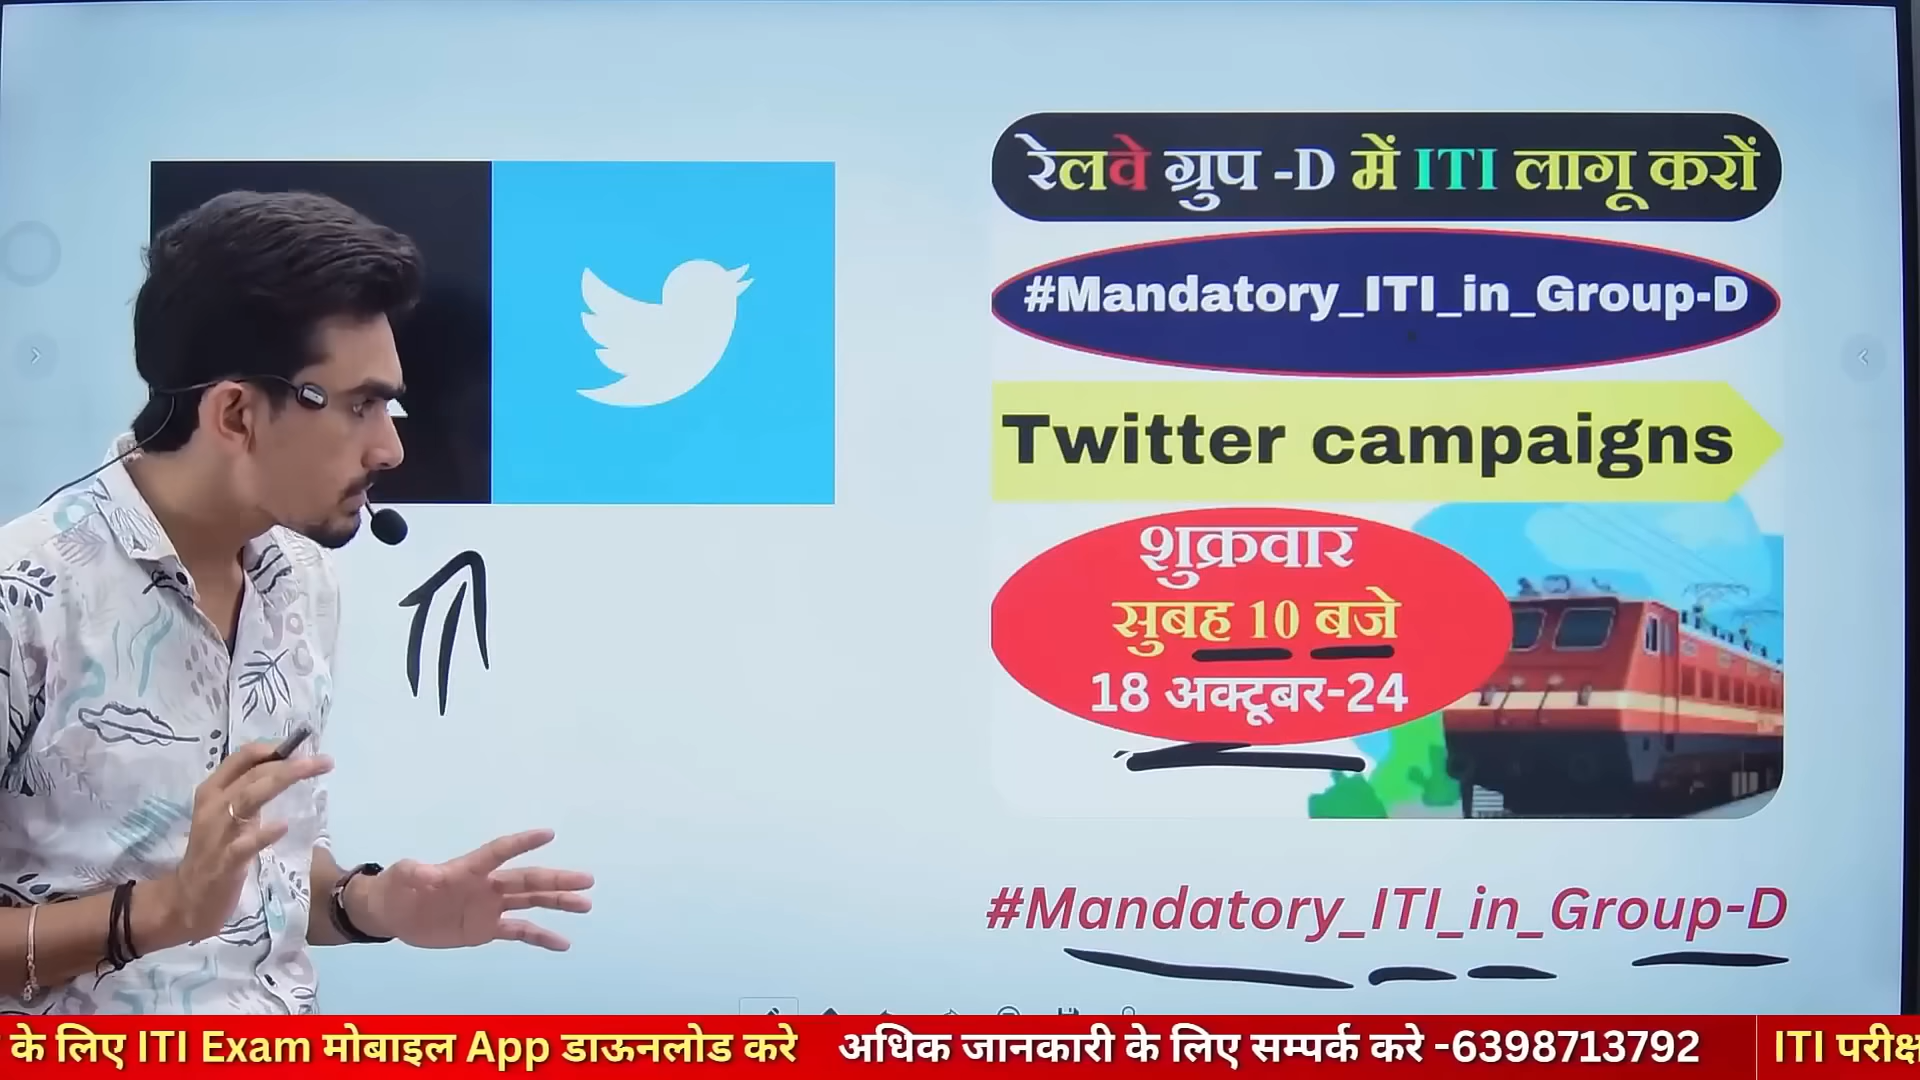 रेलवे ग्रुप -D में ITI लागू करों
#Mandatory_ITI_in_Group-D
Twitter campaigns
शुक्रवार
सुबह 10 बजे
18 अक्टूबर-24
#Mandatory_ITI_in_Group-D
के लिए ITI Exam मोबाइल App डाऊनलोड करे अधिक जानकारी के लिए सम्पर्क करे -6398713792 ITI